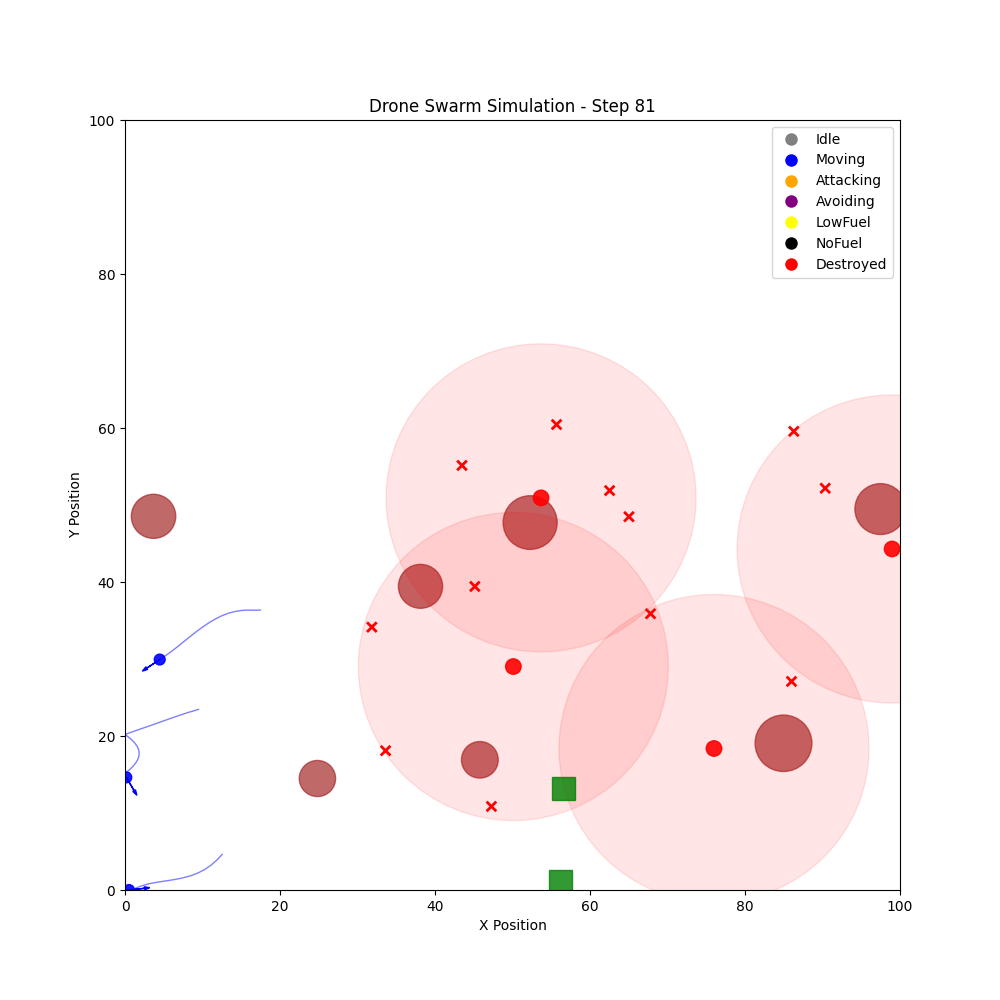 Drone Swarm Simulation - Step 81
100
80
60
40
20
0
Y Position
Idle
Moving
Attacking
Avoiding
LowFuel
NoFuel
Destroyed
0 20 40 60 80 100
X Position